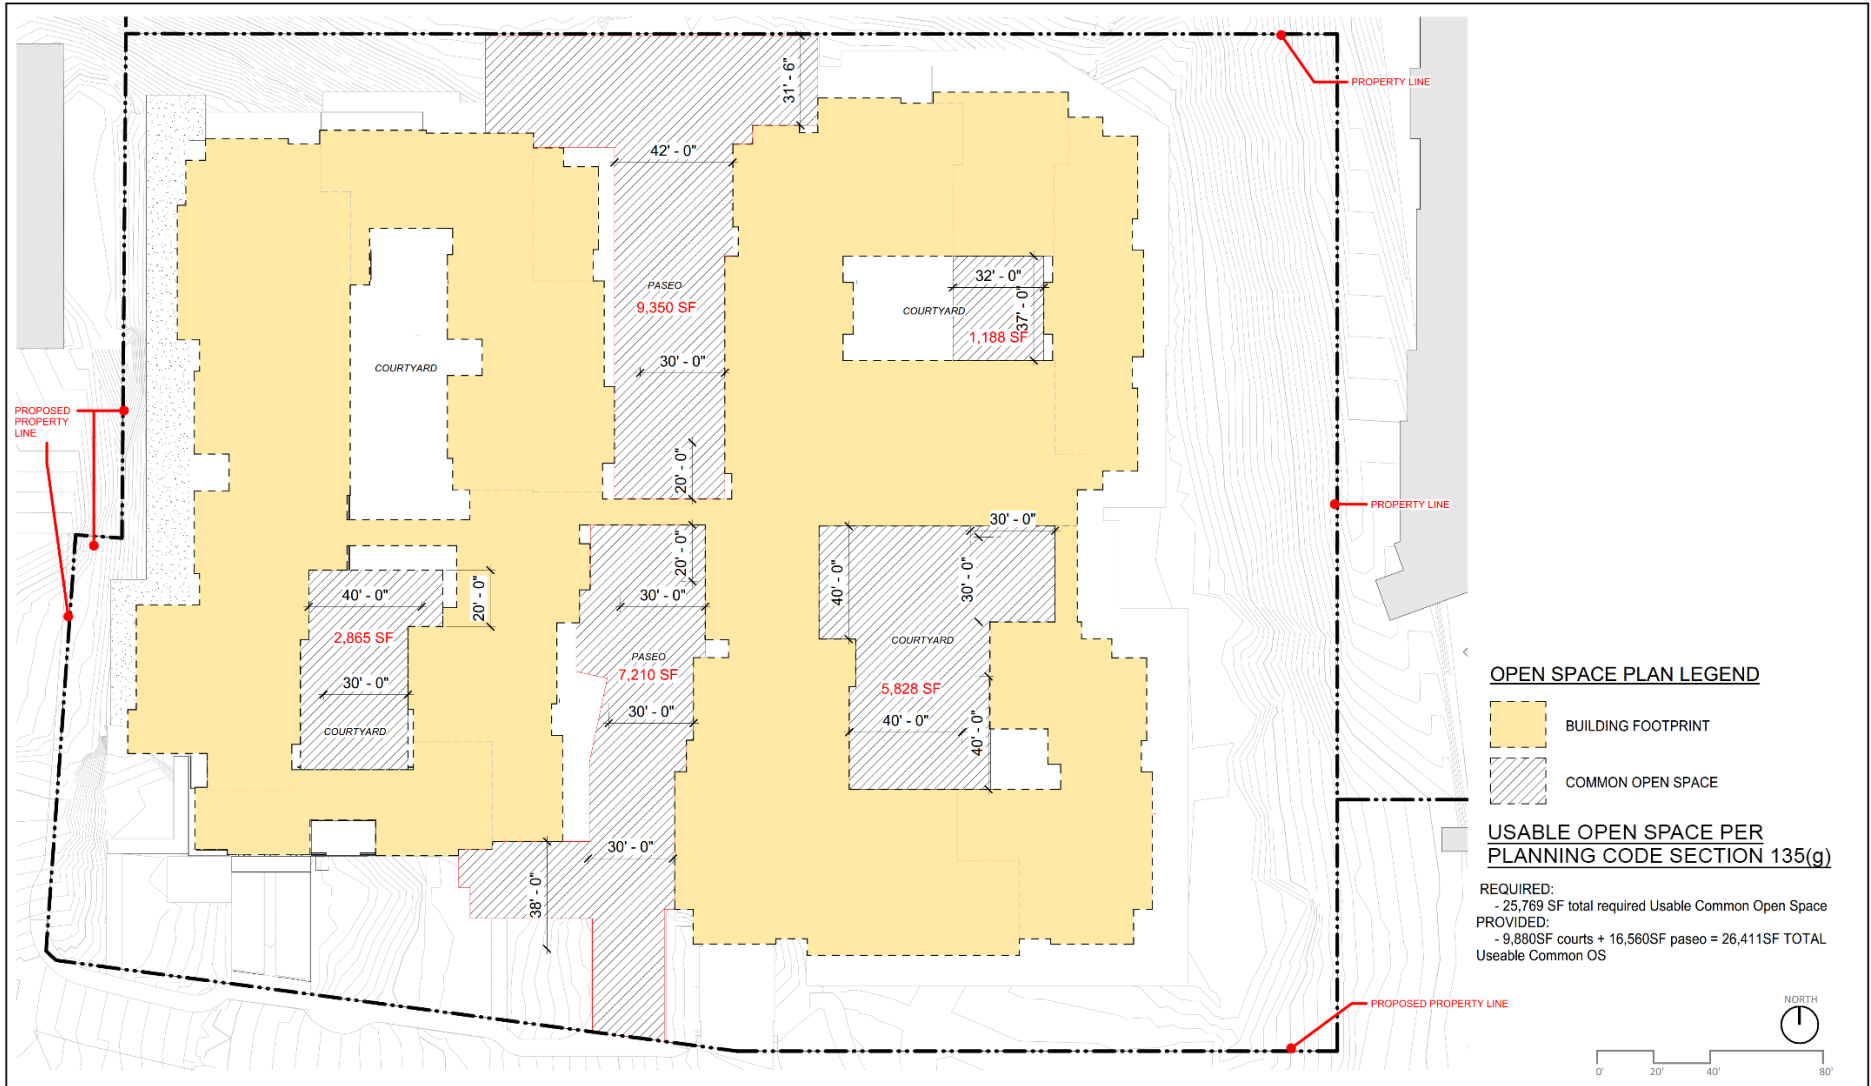 PROPERTY LINE
31' - 6"
42' - 0"
PASEO
9,350 SF
30' - 0"
20' - 0"
32' - 0"
COURTYARD
37' - 0"
1,188 SF
COURTYARD
PROPOSED
PROPERTY
LINE
PROPERTY LINE
30' - 0"
20' - 0"
30' - 0"
40' - 0"
30' - 0"
40' - 0"
20' - 0"
2,865 SF
30' - 0"
COURTYARD
PASEO
7,210 SF
30' - 0"
COURTYARD
5,828 SF
40' - 0"
40' - 0"
30' - 0"
38' - 0"
OPEN SPACE PLAN LEGEND
BUILDING FOOTPRINT
COMMON OPEN SPACE
USABLE OPEN SPACE PER
PLANNING CODE SECTION 135(g)
REQUIRED:
- 25,769 SF total required Usable Common Open Space
PROVIDED:
- 9,880SF courts + 16,560SF paseo = 26,411SF TOTAL
Useable Common OS
PROPOSED PROPERTY LINE
NORTH
0' 20' 40' 80'